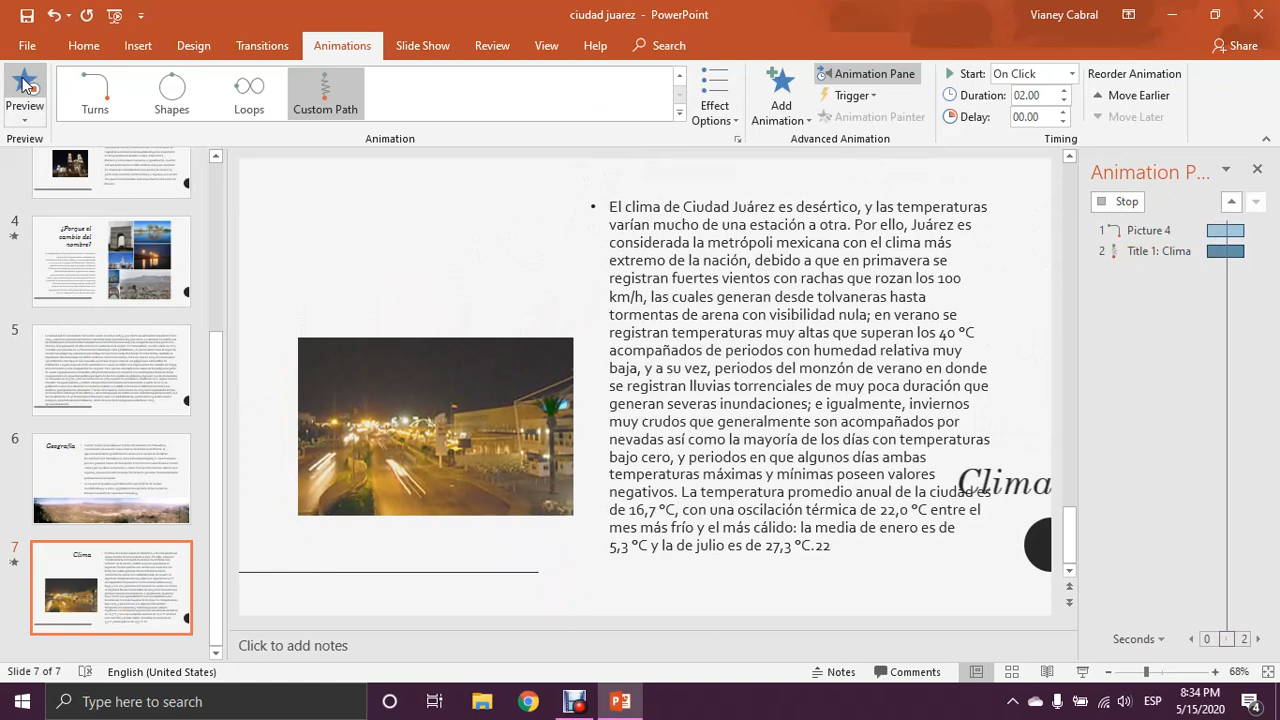 ciudad juarez - PowerPoint
Vianey Cabral
File Home Insert Design Transitions Animations Slide Show Review View Help Search Share
Preview
Preview
Turns Shapes Loops Custom Path
Animation
Effect Options
Add Animation
Animation Pane
Trigger
Animation Painter
Advanced Animation
Start: On Click
Duration: 02.00
Delay: 00.00
Timing
Reorder Animation
Move Earlier
Move Later
4
¿Porque el cambio del nombre?
5
6
Geografía
7
Clima
El clima de Ciudad Juárez es desértico, y las temperaturas
varían mucho de una estación a otra. Por ello, Juárez es
considerada la metrópoli mexicana con el clima más
extremo de la nación, debido a que en primavera se
registran fuertes vientos con rachas que rozan los 100
km/h, las cuales generan desde tolvaneras hasta
tormentas de arena con visibilidad nula; en verano se
registran temperaturas muy altas que superan los 40 °C
acompañados de periodos con humedad relativa muy
baja, y a su vez, periodos del monzón de verano en donde
se registran lluvias torrenciales de muy poca duración que
generan severas inundaciones; e igualmente, inviernos
muy crudos que generalmente son acompañados por
nevadas así como la mayoría de los días con temperaturas
bajo cero, y periodos en que algunos días ambas
temperaturas máximas y mínimas son en valores
negativos. La temperatura promedio anual de la ciudad es
de 16,7 °C, con una oscilación térmica de 22,0 °C entre el
mes más frío y el más cálido: la media de enero es de
5,3 °C y la de julio es de 27,3 °C.22
Clima
Animation P...
Stop
1 Picture 4
2 Title 1: Clima
Seconds 0 2
Click to add notes
Slide 7 of 7 English (United States) Notes Comments 68%
Type here to search
ESP
8:34 PM
5/15/2020
4